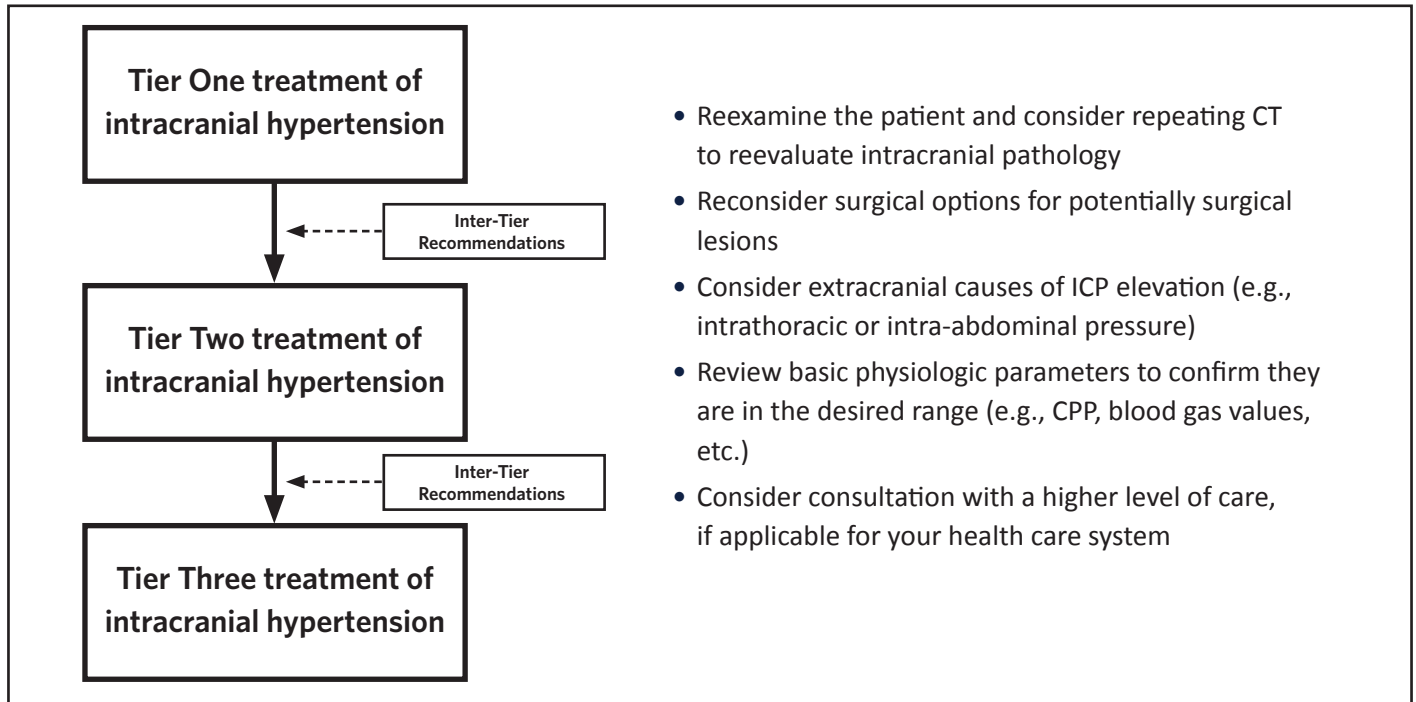 Tier One treatment of
intracranial hypertension
Inter-Tier
Recommendations
Tier Two treatment of
intracranial hypertension
Inter-Tier
Recommendations
Tier Three treatment of
intracranial hypertension
• Reexamine the patient and consider repeating CT
to reevaluate intracranial pathology
• Reconsider surgical options for potentially surgical
lesions
• Consider extracranial causes of ICP elevation (e.g.,
intrathoracic or intra-abdominal pressure)
• Review basic physiologic parameters to confirm they
are in the desired range (e.g., CPP, blood gas values,
etc.)
• Consider consultation with a higher level of care,
if applicable for your health care system